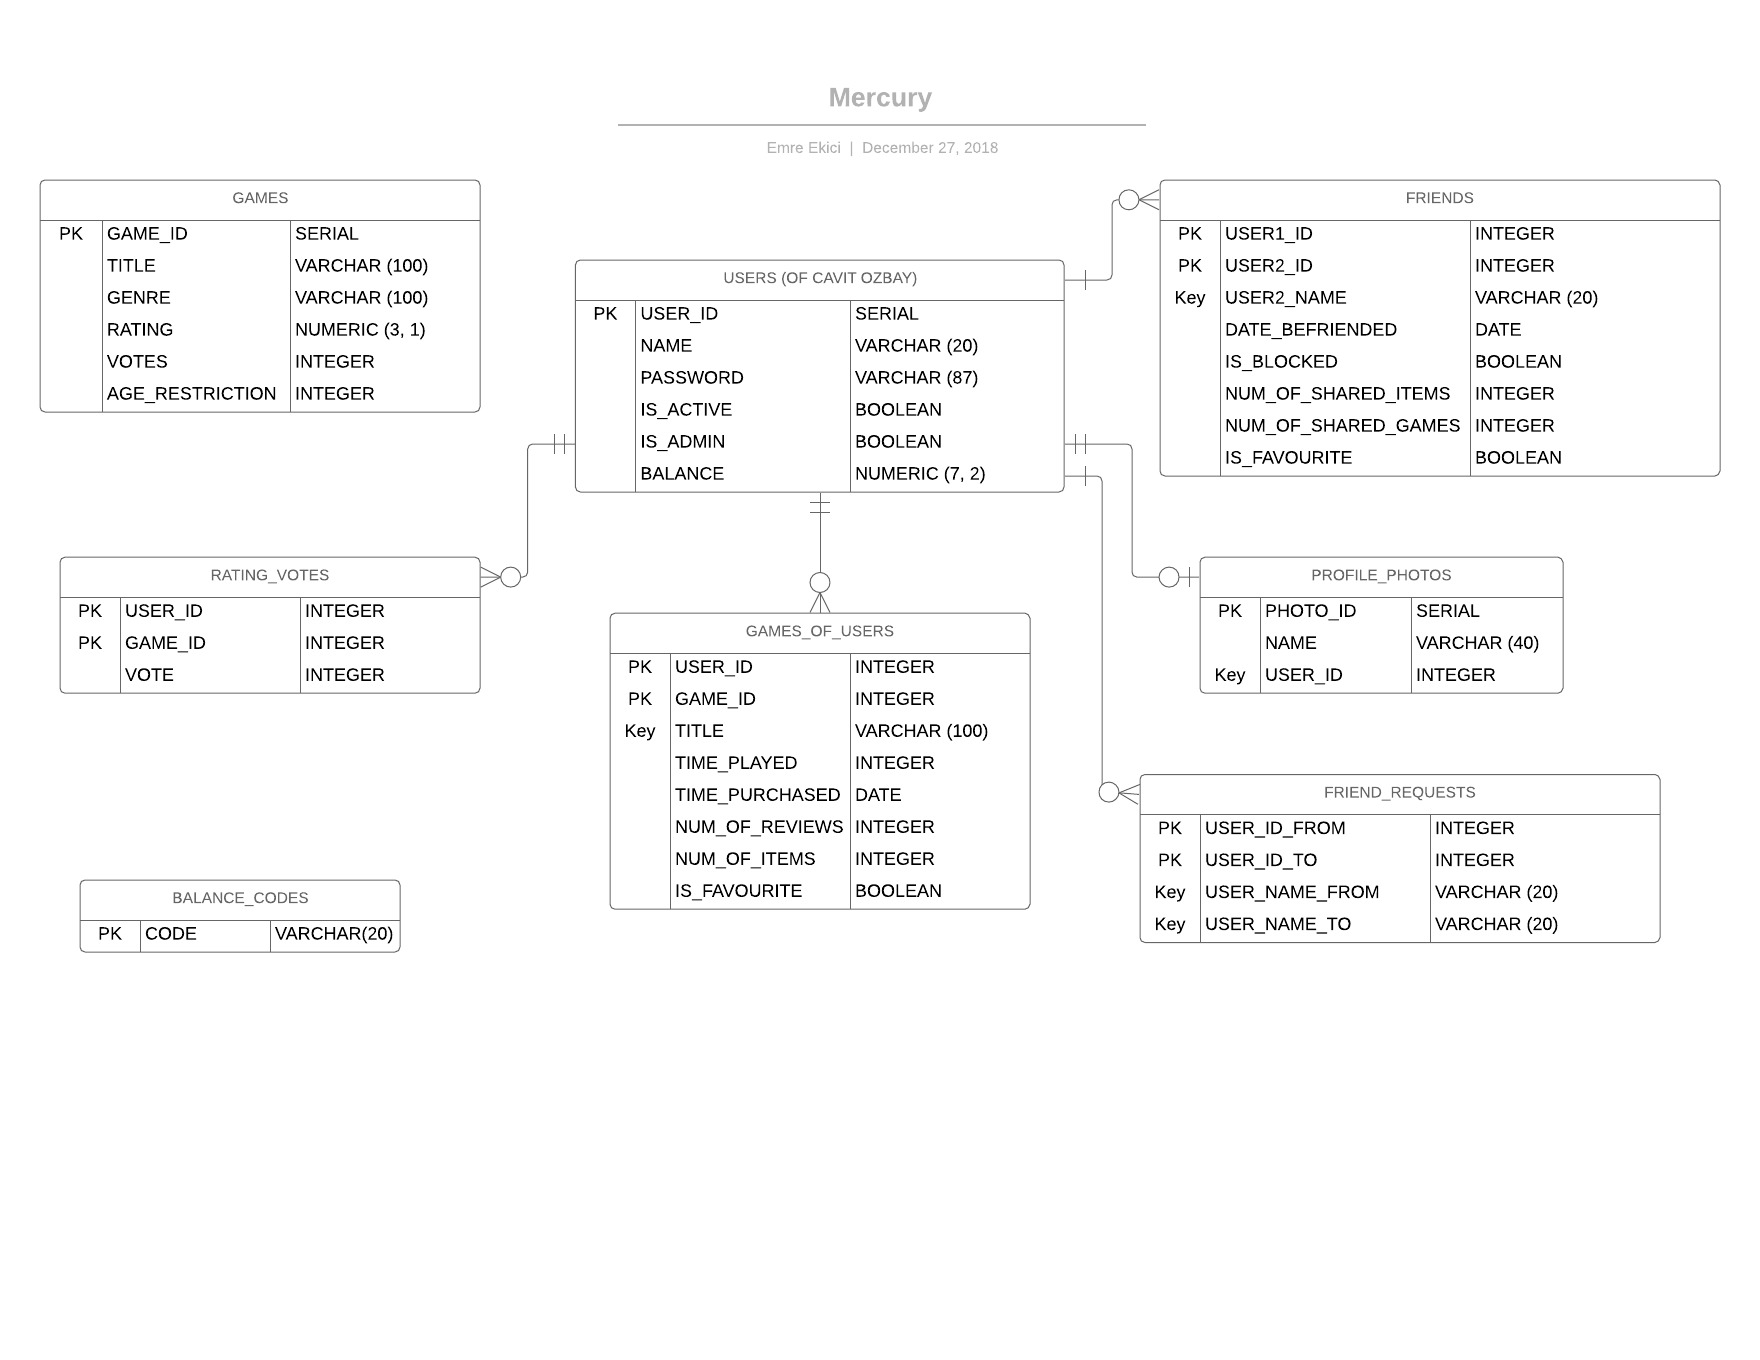 Mercury
Emre Ekici | December 27, 2018
GAMES
PK GAME_ID SERIAL
TITLE VARCHAR (100)
GENRE VARCHAR (100)
RATING NUMERIC (3, 1)
VOTES INTEGER
AGE_RESTRICTION INTEGER
USERS (OF CAVIT OZBAY)
PK USER_ID SERIAL
NAME VARCHAR (20)
PASSWORD VARCHAR (87)
IS_ACTIVE BOOLEAN
IS_ADMIN BOOLEAN
BALANCE NUMERIC (7, 2)
FRIENDS
PK USER1_ID INTEGER
PK USER2_ID INTEGER
Key USER2_NAME VARCHAR (20)
DATE_BEFRIENDED DATE
IS_BLOCKED BOOLEAN
NUM_OF_SHARED_ITEMS INTEGER
NUM_OF_SHARED_GAMES INTEGER
IS_FAVOURITE BOOLEAN
RATING_VOTES
PK USER_ID INTEGER
PK GAME_ID INTEGER
VOTE INTEGER
GAMES_OF_USERS
PK USER_ID INTEGER
PK GAME_ID INTEGER
Key TITLE VARCHAR (100)
TIME_PLAYED INTEGER
TIME_PURCHASED DATE
NUM_OF_REVIEWS INTEGER
NUM_OF_ITEMS INTEGER
IS_FAVOURITE BOOLEAN
PROFILE_PHOTOS
PK PHOTO_ID SERIAL
NAME VARCHAR (40)
Key USER_ID INTEGER
FRIEND_REQUESTS
PK USER_ID_FROM INTEGER
PK USER_ID_TO INTEGER
Key USER_NAME_FROM VARCHAR (20)
Key USER_NAME_TO VARCHAR (20)
BALANCE_CODES
PK CODE VARCHAR(20)